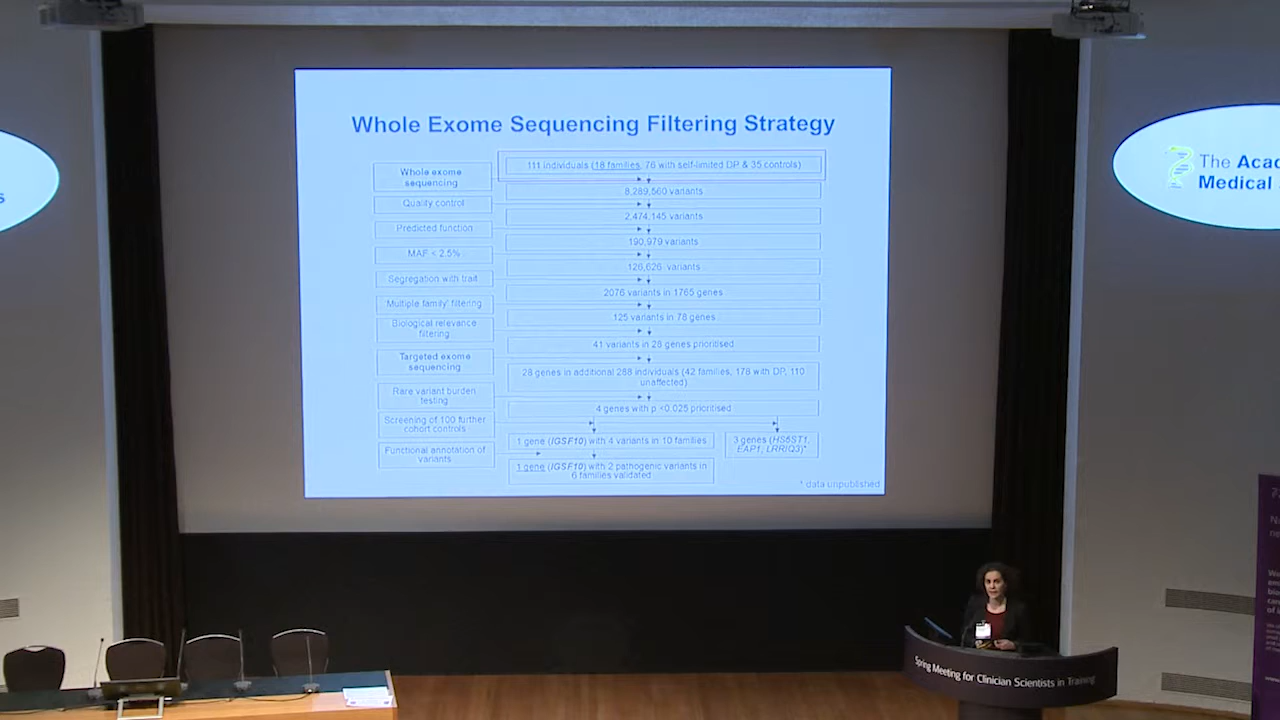 Whole Exome Sequencing Filtering Strategy
Whole exome
sequencing
111 individuals (18 families, 76 with self-limited DP & 35 controls)
8,289,560 variants
Quality control
2,474,145 variants
Predicted function
190,979 variants
MAF < 2.5%
126,626 variants
Segregation with trait
2076 variants in 1765 genes
Multiple family filtering
125 variants in 78 genes
Biological relevance
filtering
41 variants in 28 genes prioritised
Targeted exome
sequencing
28 genes in additional 288 individuals (42 families, 178 with DP, 110
unaffected)
Rare variant burden
testing
4 genes with p <0.025 prioritised
Screening of 100 further
cohort controls
1 gene (IGSF10) with 4 variants in 10 families
3 genes (HS6ST1,
EAP1, LRRIQ3)*
Functional annotation of
variants
1 gene (IGSF10) with 2 pathogenic variants in
6 families validated
* data unpublished
s
The Acad
Medical
Spring Meeting for Clinician Scientists in Training